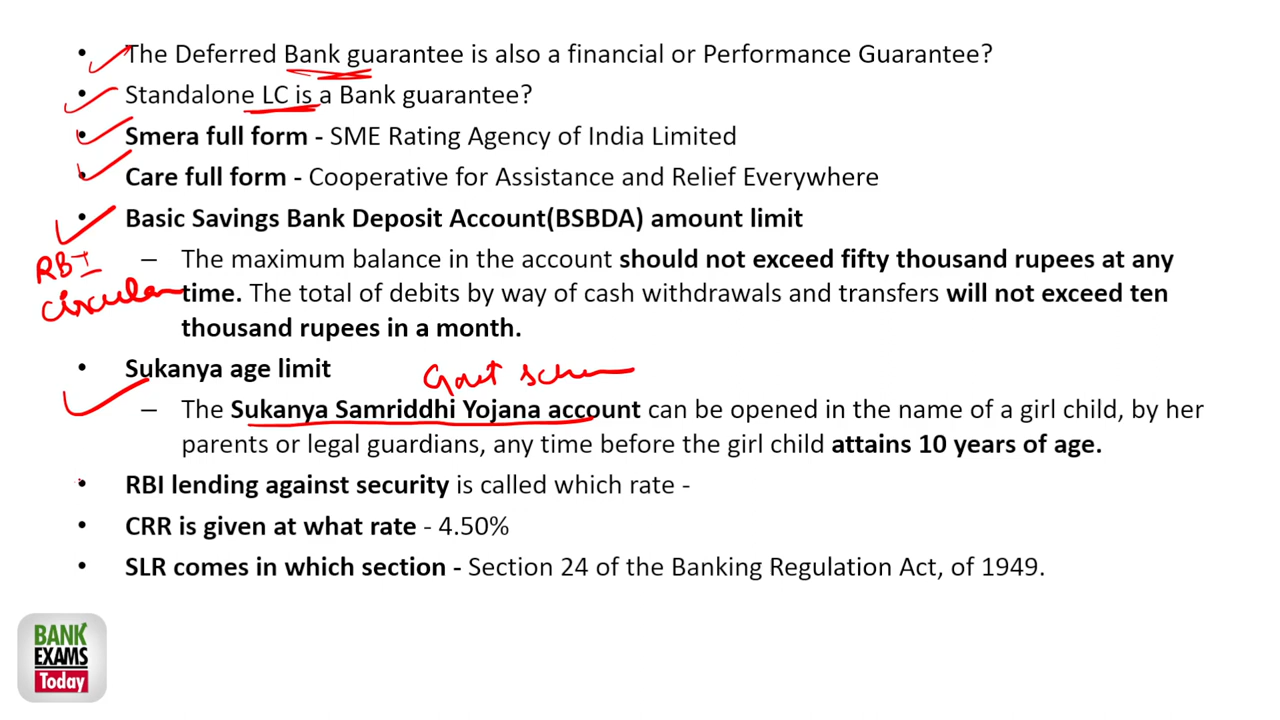 • The Deferred Bank guarantee is also a financial or Performance Guarantee?
• Standalone LC is a Bank guarantee?
• Smera full form - SME Rating Agency of India Limited
• Care full form - Cooperative for Assistance and Relief Everywhere
• Basic Savings Bank Deposit Account(BSBDA) amount limit
RBI
– The maximum balance in the account should not exceed fifty thousand rupees at any
circular
time. The total of debits by way of cash withdrawals and transfers will not exceed ten
thousand rupees in a month.
• Sukanya age limit
Govt
– The Sukanya Samriddhi Yojana account can be opened in the name of a girl child, by her
parents or legal guardians, any time before the girl child attains 10 years of age.
• RBI lending against security is called which rate -
• CRR is given at what rate - 4.50%
• SLR comes in which section - Section 24 of the Banking Regulation Act, of 1949.
BANK
EXAMS
Today